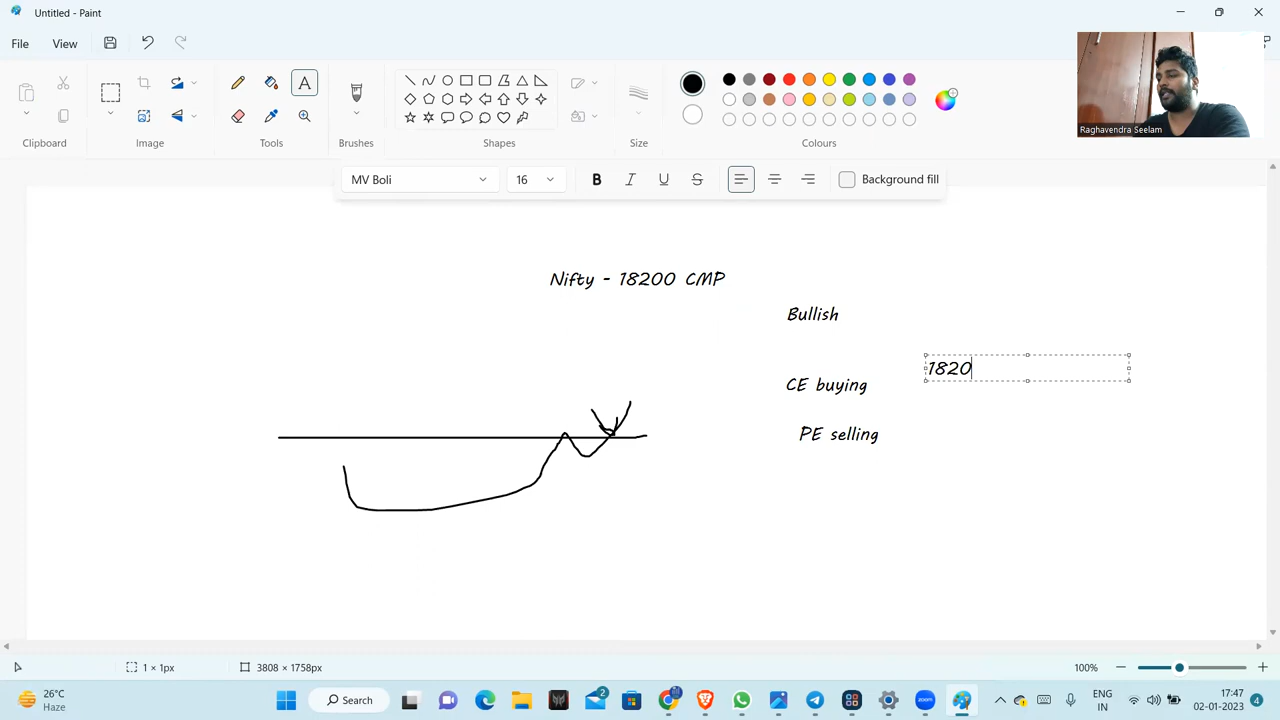 Untitled - Paint
File
View
Raghavendra Seelam
Clipboard
Image
Tools
Brushes
Shapes
Size
Colours
MV Boli
16
B
I
U
S
Background fill
Nifty - 18200 CMP
Bullish
1820
CE buying
PE selling
1 × 1px
3808 × 1758px
100%
26°C
Haze
Search
2
ENG
IN
17:47
02-01-2023
4